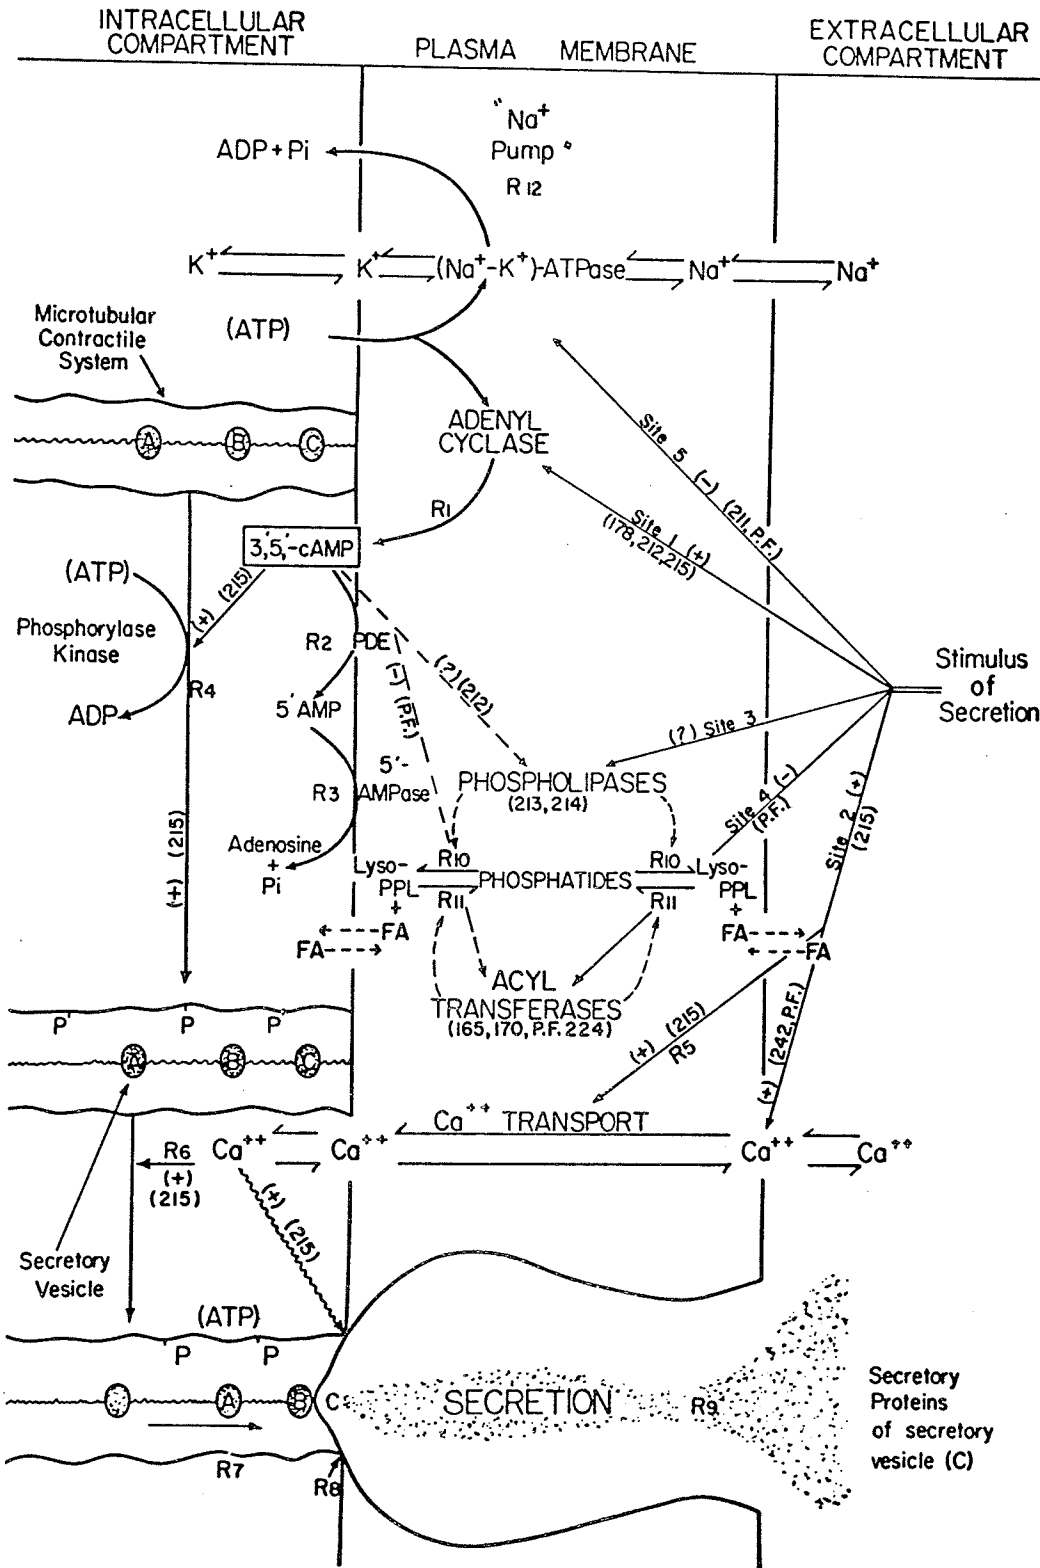 INTRACELLULAR
COMPARTMENT
PLASMA MEMBRANE
EXTRACELLULAR
COMPARTMENT
"Na+
Pump"
R12
ADP + Pi
K+
K+
(Na+-K+)-ATPase
Na+
Na+
Microtubular
Contractile
System
(ATP)
ADENYL
CYCLASE
A
B
C
R1
Site 5 (-) (211, P.F.)
Site 1 (+)
(178, 212, 215)
3',5'-cAMP
(ATP)
(+) (215)
Phosphorylase
Kinase
R4
ADP
R2
PDE
(-) (P.F.)
(?) (212)
5' AMP
Stimulus
of
Secretion
(?) Site 3
5'-
AMPase
R3
PHOSPHOLIPASES
(213, 214)
Site 4 (-)
(P.F.)
Site 2 (+)
(215)
(+) (215)
Adenosine
+
Pi
Lyso-
PPL
+
FA
FA
R10
R11
PHOSPHATIDES
R10
R11
Lyso-
PPL
+
FA
FA
ACYL
TRANSFERASES
(165, 170, P.F. 224)
(+) (215)
R5
(+) (242, P.F.)
P
P
P
A
B
C
Ca++ TRANSPORT
R6
(+)
(215)
Ca++
Ca++
Ca++
Ca++
(+) (215)
Secretory
Vesicle
(ATP)
P
P
A
B
C
SECRETION
R9
R7
R8
Secretory
Proteins
of secretory
vesicle (C)